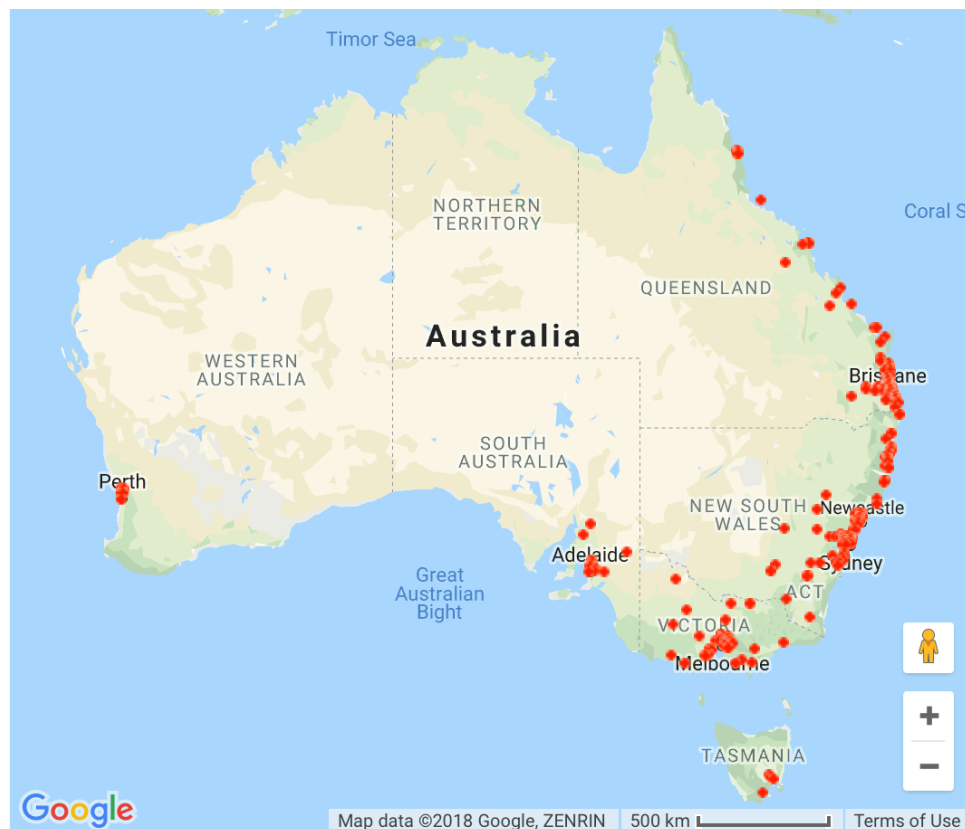 Timor Sea
NORTHERN
TERRITORY
Coral S
QUEENSLAND
Australia
WESTERN
AUSTRALIA
Brisbane
SOUTH
AUSTRALIA
Perth
NEW SOUTH
WALES
Newcastle
Adelaide
Sydney
Great
Australian
Bight
ACT
VICTORIA
Melbourne
TASMANIA
Google
Map data ©2018 Google, ZENRIN
500 km
Terms of Use